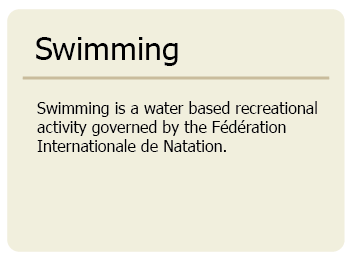 Swimming
Swimming is a water based recreational
activity governed by the Fédération
Internationale de Natation.